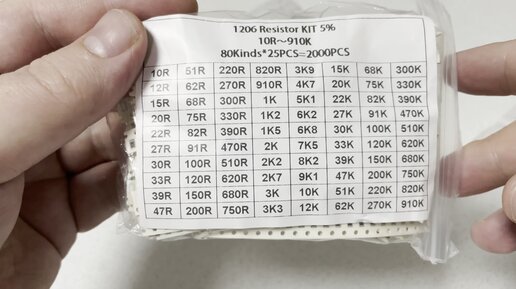 1206 Resistor KIT 5%
10R～910K
80Kinds*25PCS=2000PCS
10R 51R 220R 820R 3K9 15K 68K 300K
12R 62R 270R 910R 4K7 20K 75K 330K
15R 68R 300R 1K 5K1 22K 82K 390K
20R 75R 330R 1K2 6K2 27K 91K 470K
22R 82R 390R 1K5 6K8 30K 100K 510K
27R 91R 470R 2K 7K5 33K 120K 620K
30R 100R 510R 2K2 8K2 39K 150K 680K
33R 120R 620R 2K7 9K1 47K 200K 750K
39R 150R 680R 3K 10K 51K 220K 820K
47R 200R 750R 3K3 12K 62K 270K 910K